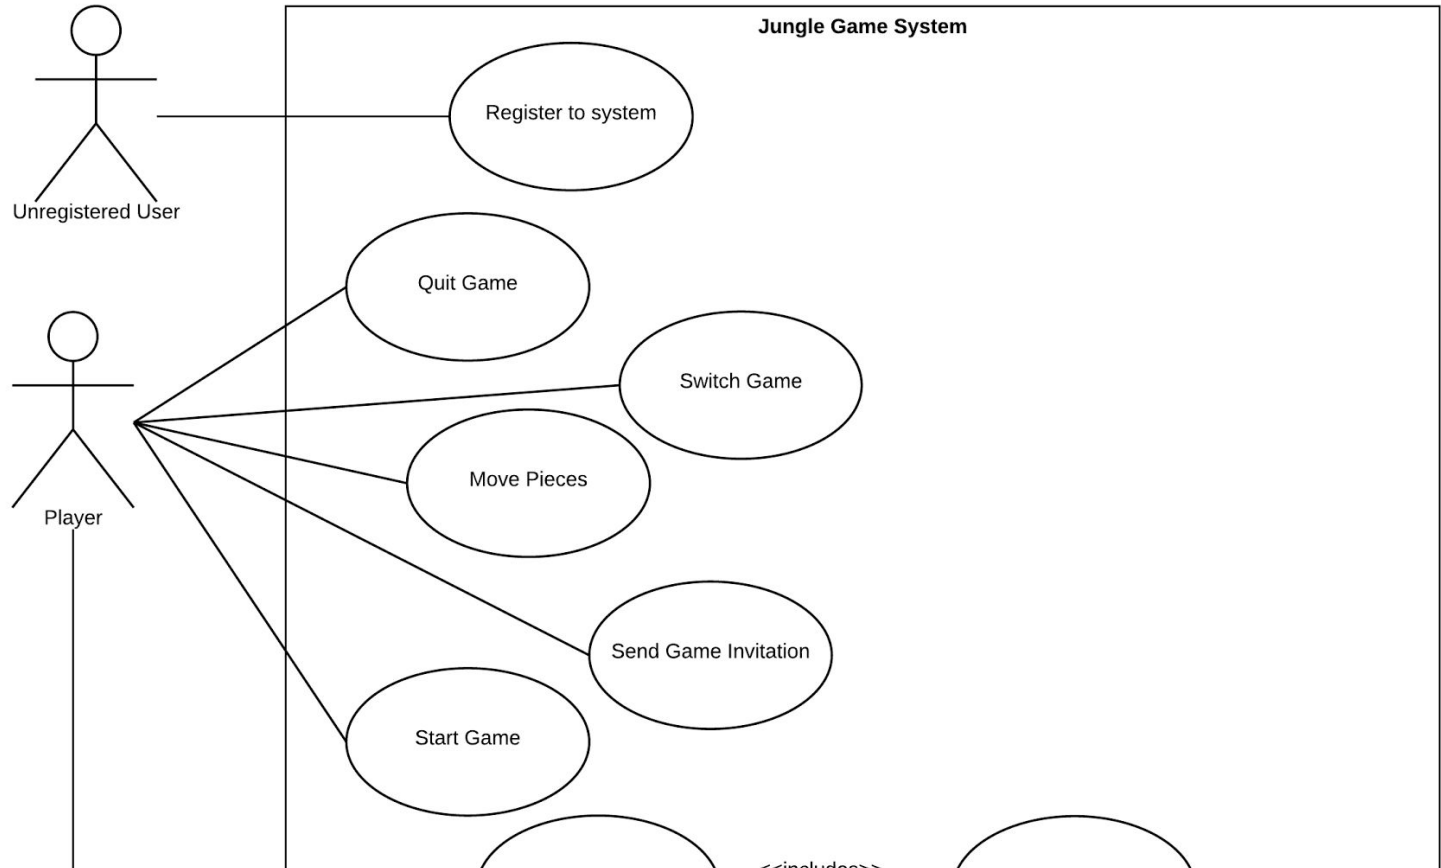 Jungle Game System
Register to system
Unregistered User
Quit Game
Switch Game
Move Pieces
Player
Send Game Invitation
Start Game
<<includes>>